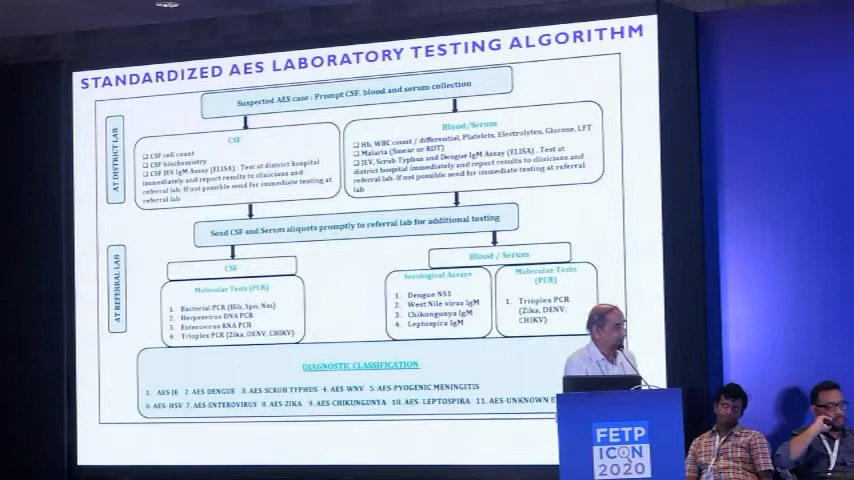 STANDARDIZED AES LABORATORY TESTING ALGORITHM
Suspected AES case : Prompt CSF, blood and serum collection
AT DISTRICT LAB
CSF
❑ CSF cell count
❑ CSF biochemistry
❑ CSF JEV IgM Assay (ELISA) : Test at district hospital
immediately and report results to clinicians and
referral lab. If not possible send for immediate testing at
referral lab
Blood/Serum
❑ Hb, WBC count / differential, Platelets, Electrolytes, Glucose, LFT
❑ Malaria (Smear or RDT)
❑ JEV, Scrub Typhus and Dengue IgM Assay (ELISA) . Test at
district hospital immediately and report results to clinicians and
referral lab. If not possible send for immediate testing at referral
lab
Send CSF and Serum aliquots promptly to referral lab for additional testing
AT REFERRAL LAB
CSF
Molecular Tests (PCR)
1. Bacterial PCR (Hib, Spn, Nm)
2. Herpesvirus DNA PCR
3. Enterovirus RNA PCR
4. Trioplex PCR (Zika, DENV, CHIKV)
Blood / Serum
Serological Assays
1. Dengue NS1
2. West Nile virus IgM
3. Chikungunya IgM
4. Leptospira IgM
Molecular Tests
(PCR)
1. Trioplex PCR
(Zika, DENV,
CHIKV)
DIAGNOSTIC CLASSIFICATION
1. AES JE 2. AES DENGUE 3. AES SCRUB TYPHUS 4. AES WNV 5. AES-PYOGENIC MENINGITIS
6. AES- HSV 7. AES-ENTEROVIRUS 8. AES-ZIKA 9. AES-CHIKUNGUNYA 10. AES-LEPTOSPIRA 11. AES-UNKNOWN
FETP
ICON
2020